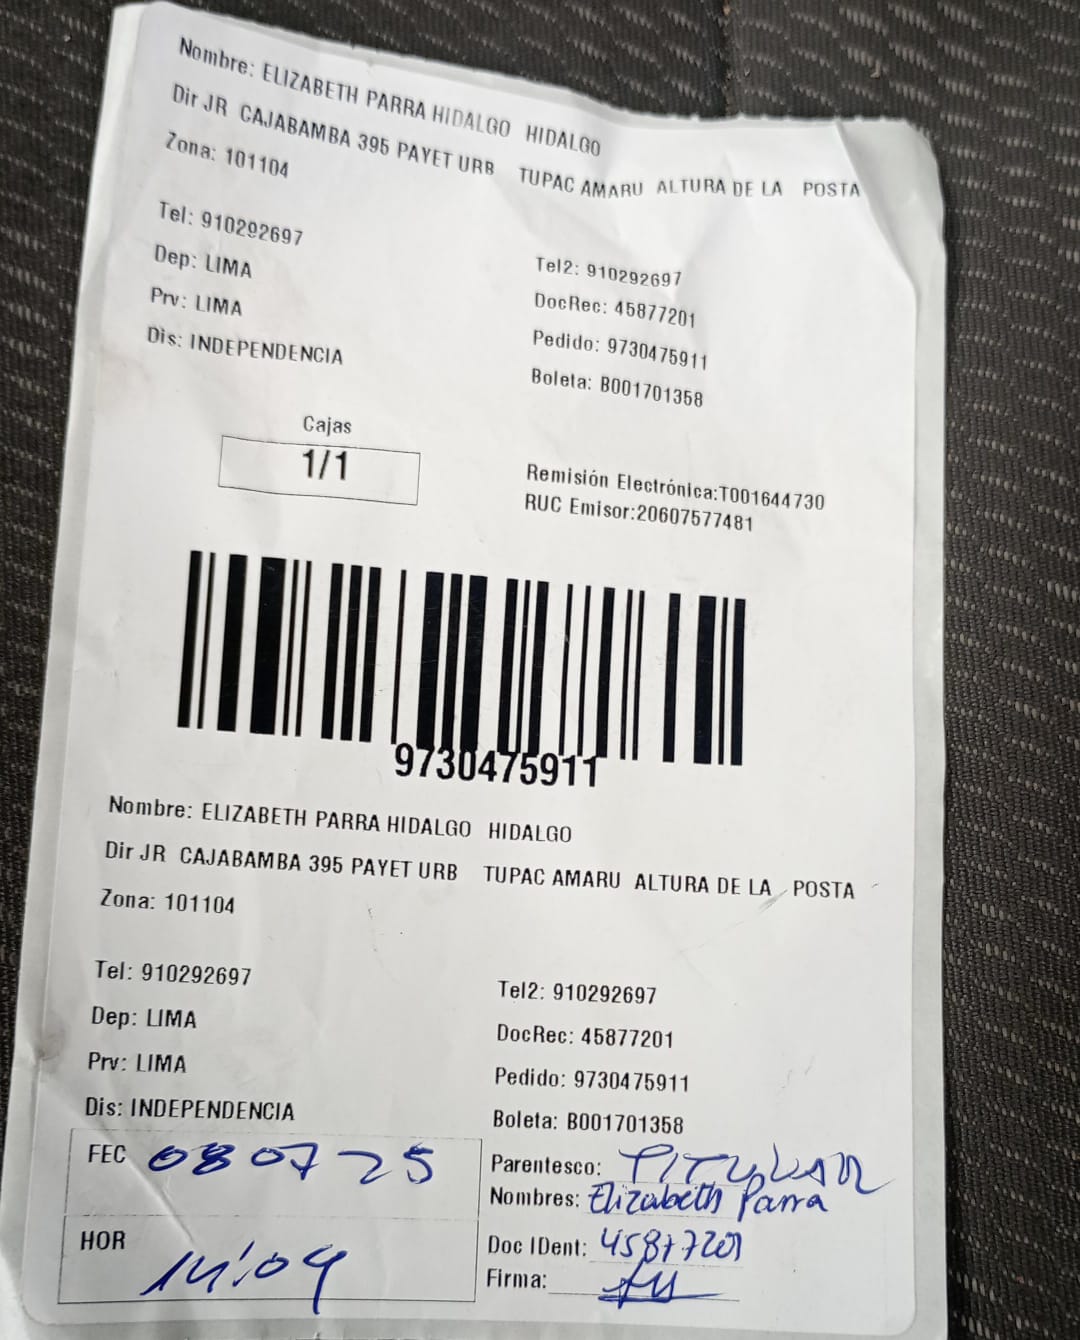 Nombre: ELIZABETH PARRA HIDALGO HIDALGO
Dir JR CAJABAMBA 395 PAYET URB TUPAC AMARU ALTURA DE LA POSTA
Zona: 101104
Tel: 910292697
Tel2: 910292697
Dep: LIMA
DocRec: 45877201
Prv: LIMA
Pedido: 9730475911
Dis: INDEPENDENCIA
Boleta: B001701358
Cajas
1/1
Remisión Electrónica:T001644730
RUC Emisor:20607577481
9730475911
Nombre: ELIZABETH PARRA HIDALGO HIDALGO
Dir JR CAJABAMBA 395 PAYET URB TUPAC AMARU ALTURA DE LA POSTA
Zona: 101104
Tel: 910292697
Tel2: 910292697
Dep: LIMA
DocRec: 45877201
Prv: LIMA
Pedido: 9730475911
Dis: INDEPENDENCIA
Boleta: B001701358
FEC 08 07 25
Parentesco: TITULAR
Nombres: Elizabeth Parra
HOR 14:04
Doc IDent: 45877201
Firma: